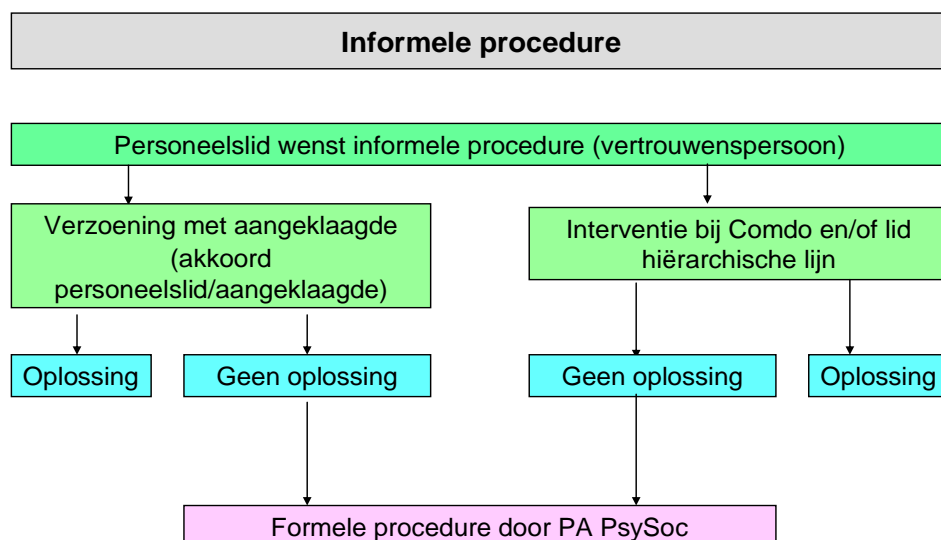 Informele procedure
Personeelslid wenst informele procedure (vertrouwenspersoon)
Verzoening met aangeklaagde
(akkoord
personeelslid/aangeklaagde)
Interventie bij Comdo en/of lid
hiërarchische lijn
Oplossing
Geen oplossing
Geen oplossing
Oplossing
Formele procedure door PA PsySoc